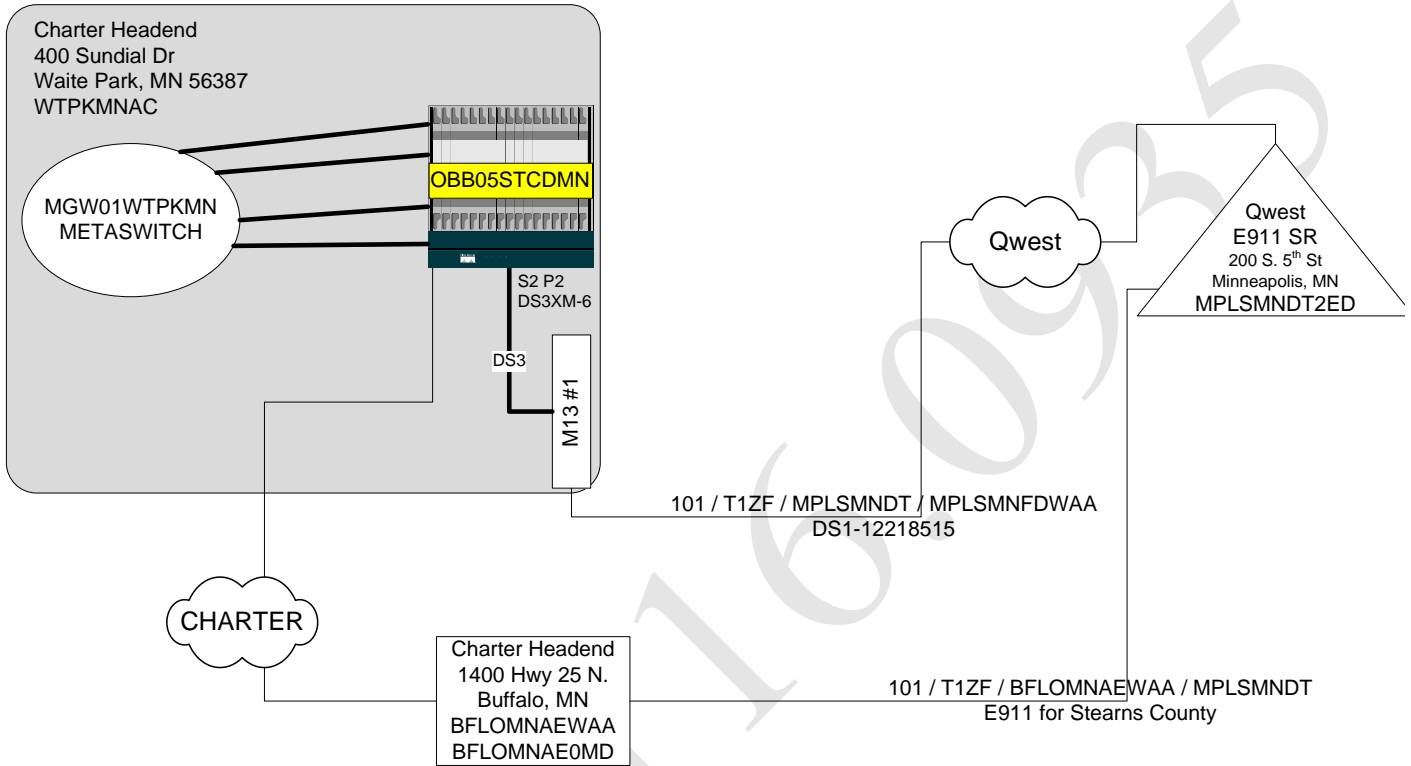 Charter Headend
400 Sundial Dr
Waite Park, MN 56387
WTPKMNAC
MGW01WTPKMN
METASWITCH
OBB05STCDMN
S2 P2
DS3XM-6
DS3
M13 #1
Qwest
Qwest
E911 SR
200 S. 5th St
Minneapolis, MN
MPLSMNDT2ED
101 / T1ZF / MPLSMNDT / MPLSMNFDWAA
DS1-12218515
CHARTER
Charter Headend
1400 Hwy 25 N.
Buffalo, MN
BFLOMNAEWAA
BFLOMNAE0MD
101 / T1ZF / BFLOMNAEWAA / MPLSMNDT
E911 for Stearns County
16.0935